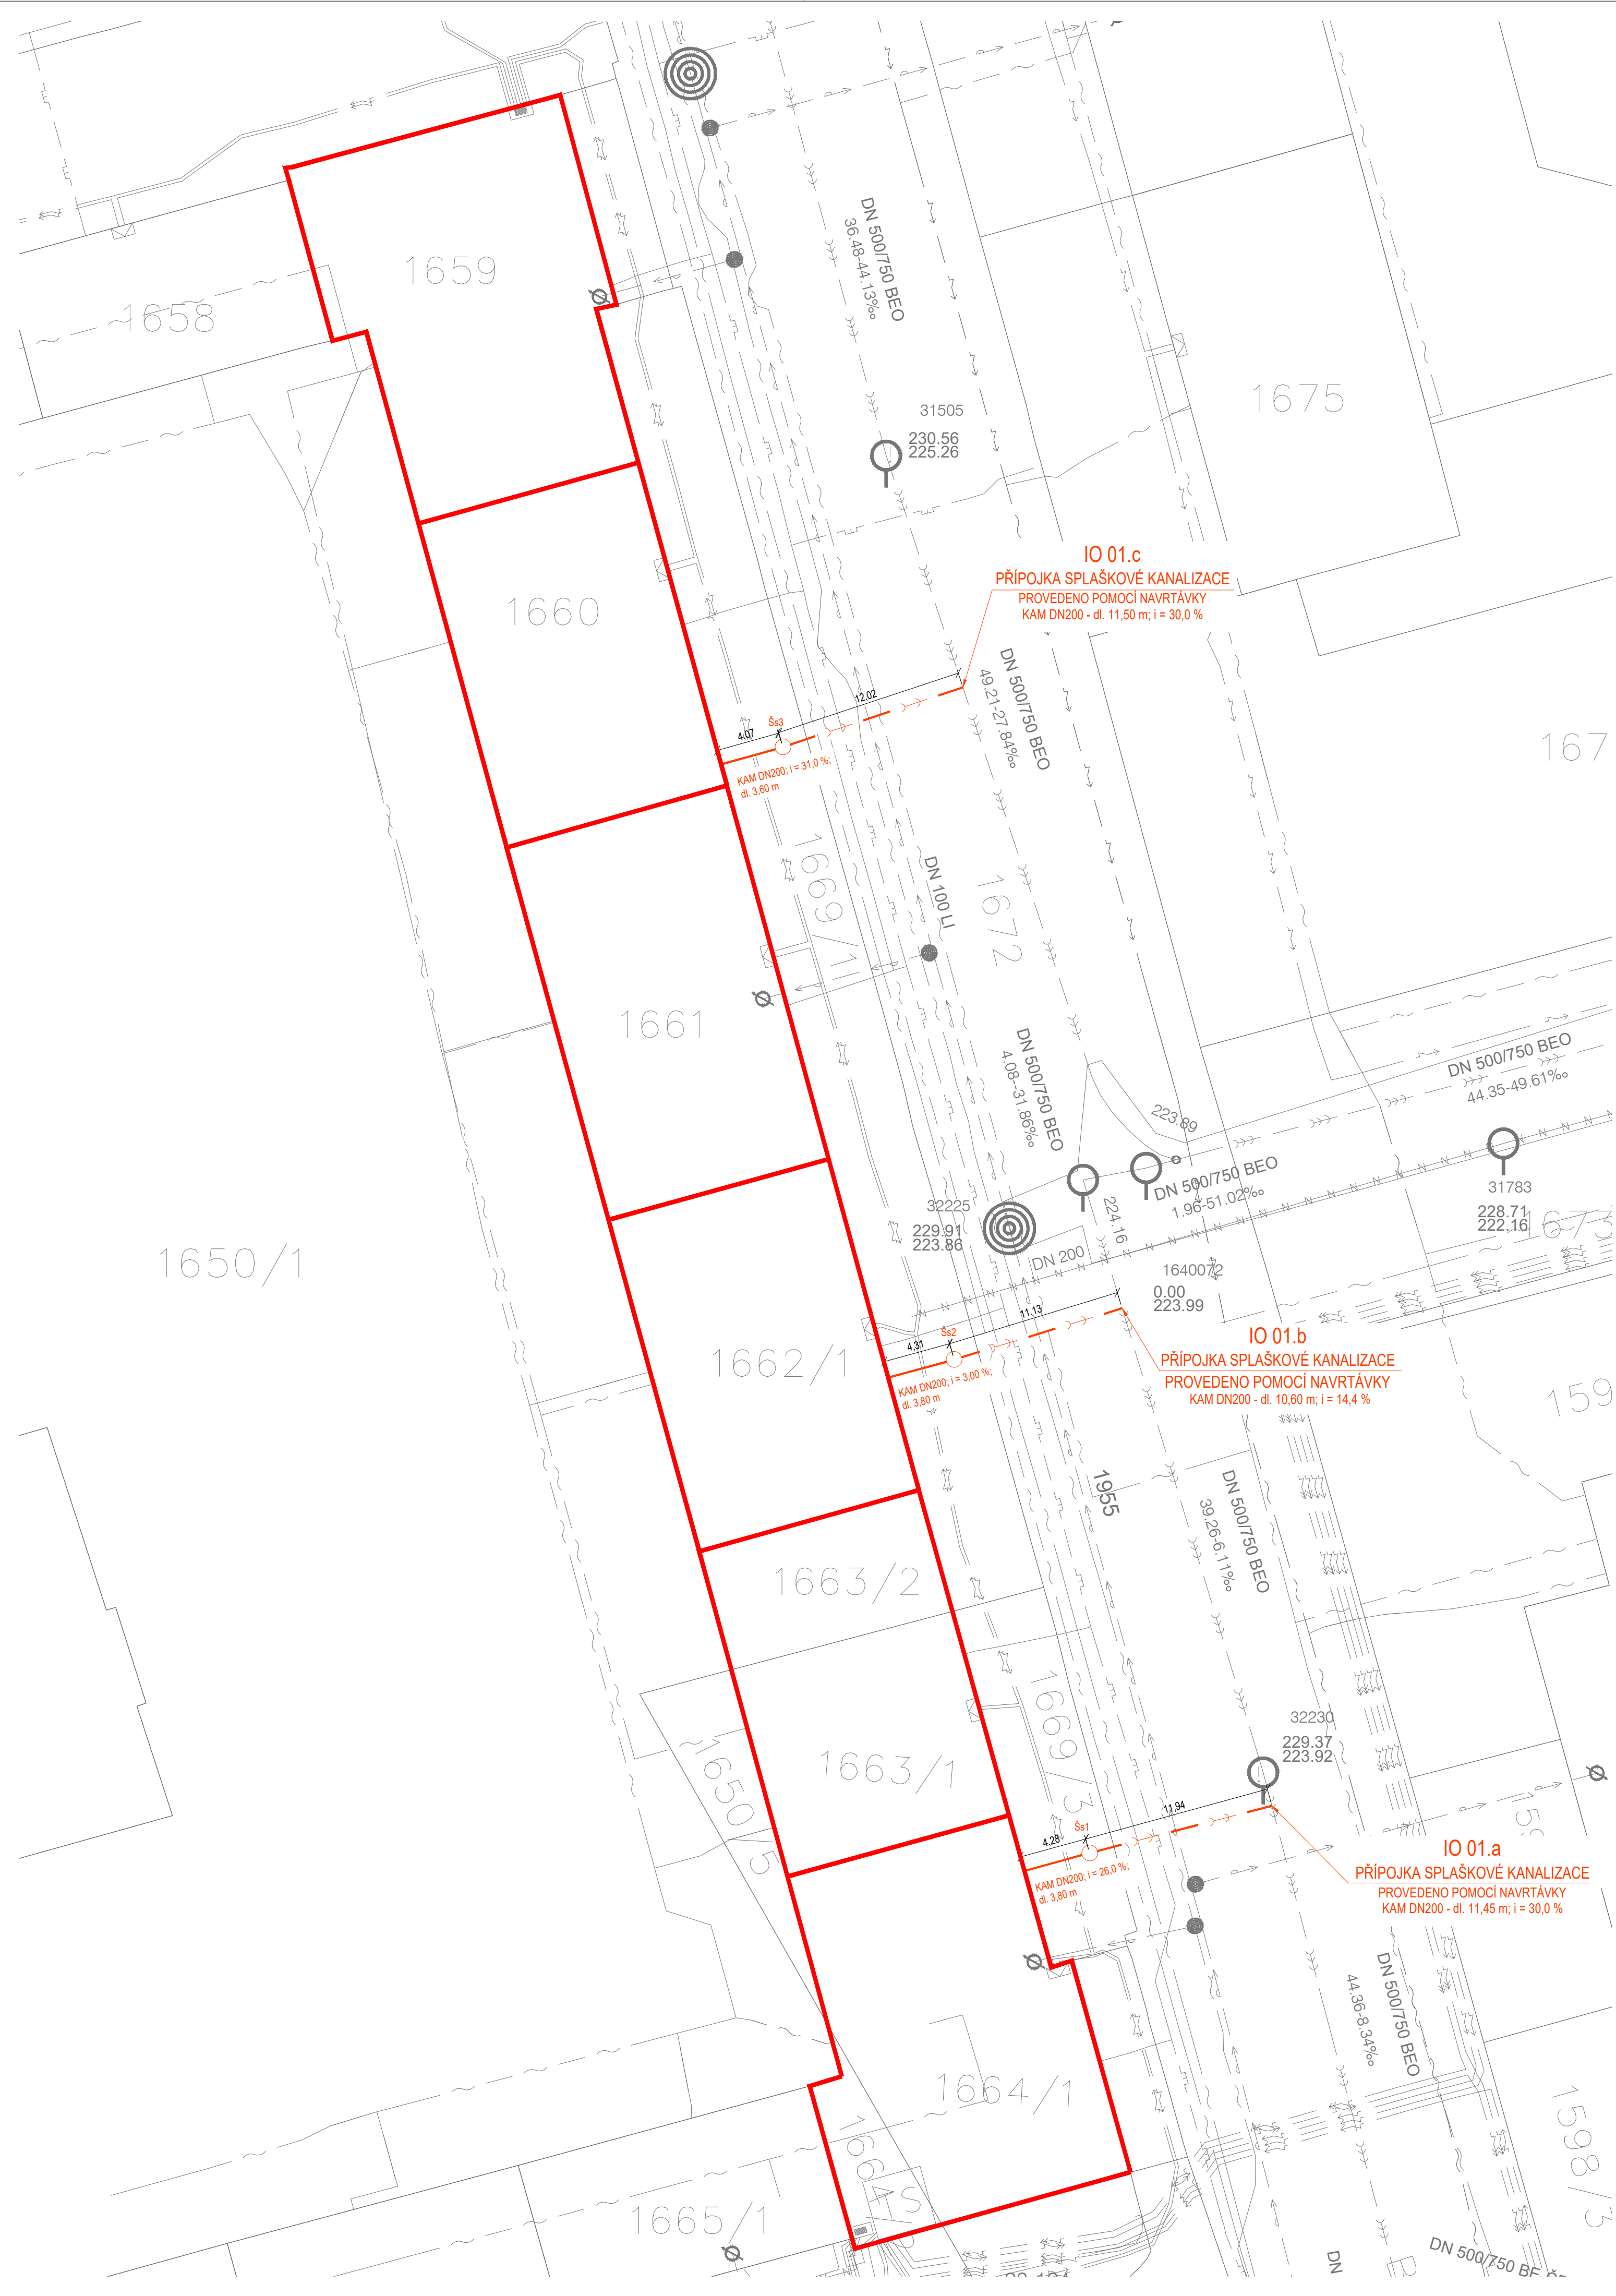 1659
1658
DN 500/750 BEO
36.48-44.13‰
1675
31505
230.56
225.26
IO 01.c
PŘÍPOJKA SPLAŠKOVÉ KANALIZACE
PROVEDENO POMOCÍ NAVRTÁVKY
KAM DN200 - dl. 11,50 m; i = 30,0 %
1660
DN 500/750 BEO
49.21-27.84‰
12,02
Šs3
4,07
KAM DN200; i = 31,0 %;
dl. 3,60 m
167
1669/1
DN 100 LI
1672
1661
DN 500/750 BEO
4.08--31.86‰
DN 500/750 BEO
44.35-49.61‰
223.89
DN 500/750 BEO
1.96-51.02‰
31783
228.71
222.16
1673
32225
229.91
223.86
224.16
DN 200
1640072
0.00
223.99
1650/1
11,13
Šs2
4,31
KAM DN200; i = 3,00 %;
dl. 3,80 m
IO 01.b
PŘÍPOJKA SPLAŠKOVÉ KANALIZACE
PROVEDENO POMOCÍ NAVRTÁVKY
KAM DN200 - dl. 10,60 m; i = 14,4 %
1662/1
159
1955
DN 500/750 BEO
39.26-6.11‰
1663/2
1669/3
32230
229.37
223.92
1650/5
1663/1
11,94
Šs1
4,28
KAM DN200; i = 26,0 %;
dl. 3,80 m
IO 01.a
PŘÍPOJKA SPLAŠKOVÉ KANALIZACE
PROVEDENO POMOCÍ NAVRTÁVKY
KAM DN200 - dl. 11,45 m; i = 30,0 %
DN 500/750 BEO
44.36-8.34‰
1664/1
1598/3
1665/1
DN
DN 500/750 BE